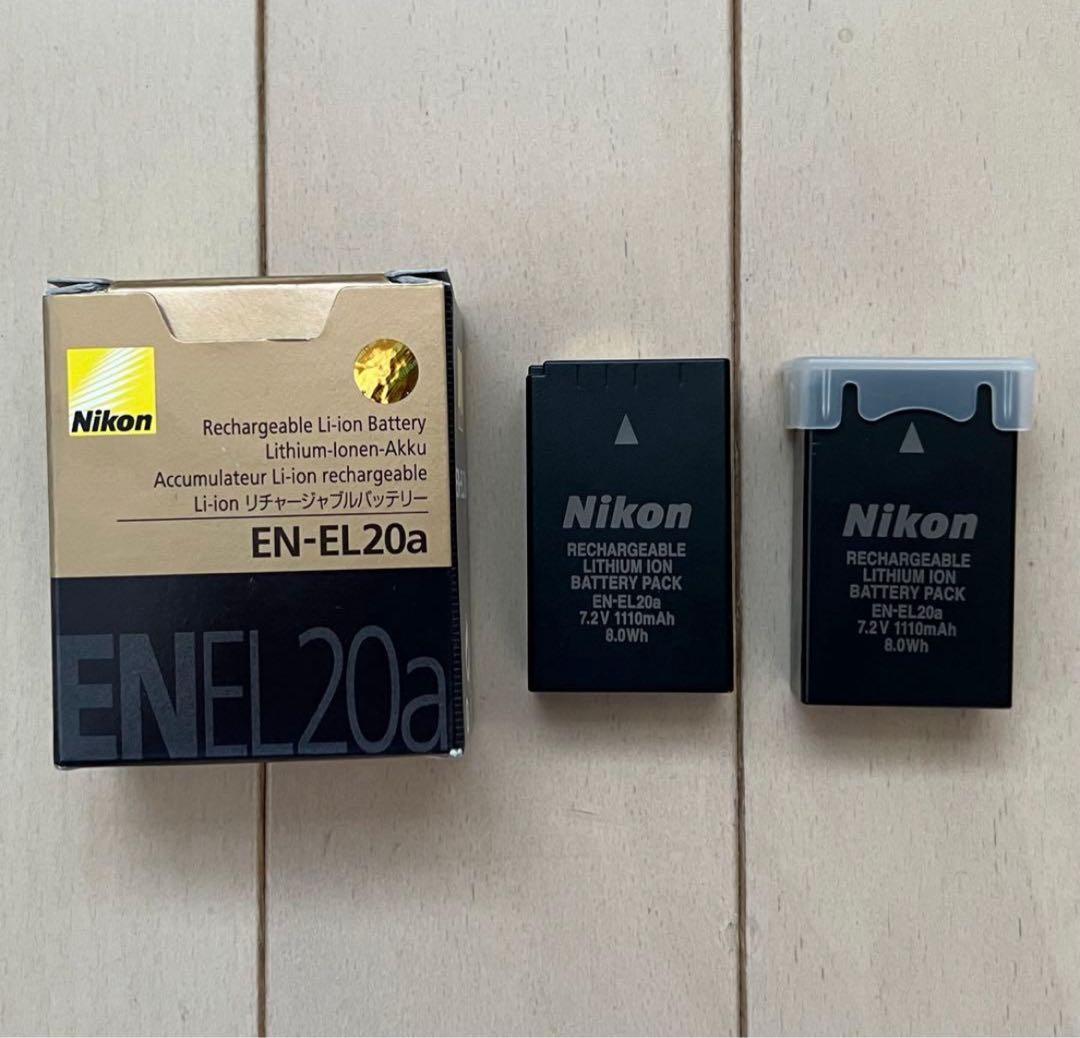 Nikon
Rechargeable Li-ion Battery
Lithium-Ionen-Akku
Accumulateur Li-ion rechargeable
Li-ion リチャージャブルバッテリー
EN-EL20a
ENEL20a
Nikon
RECHARGEABLE
LITHIUM ION
BATTERY PACK
EN-EL20a
7.2V 1110mAh
8.0Wh
Nikon
RECHARGEABLE
LITHIUM ION
BATTERY PACK
EN-EL20a
7.2V 1110mAh
8.0Wh